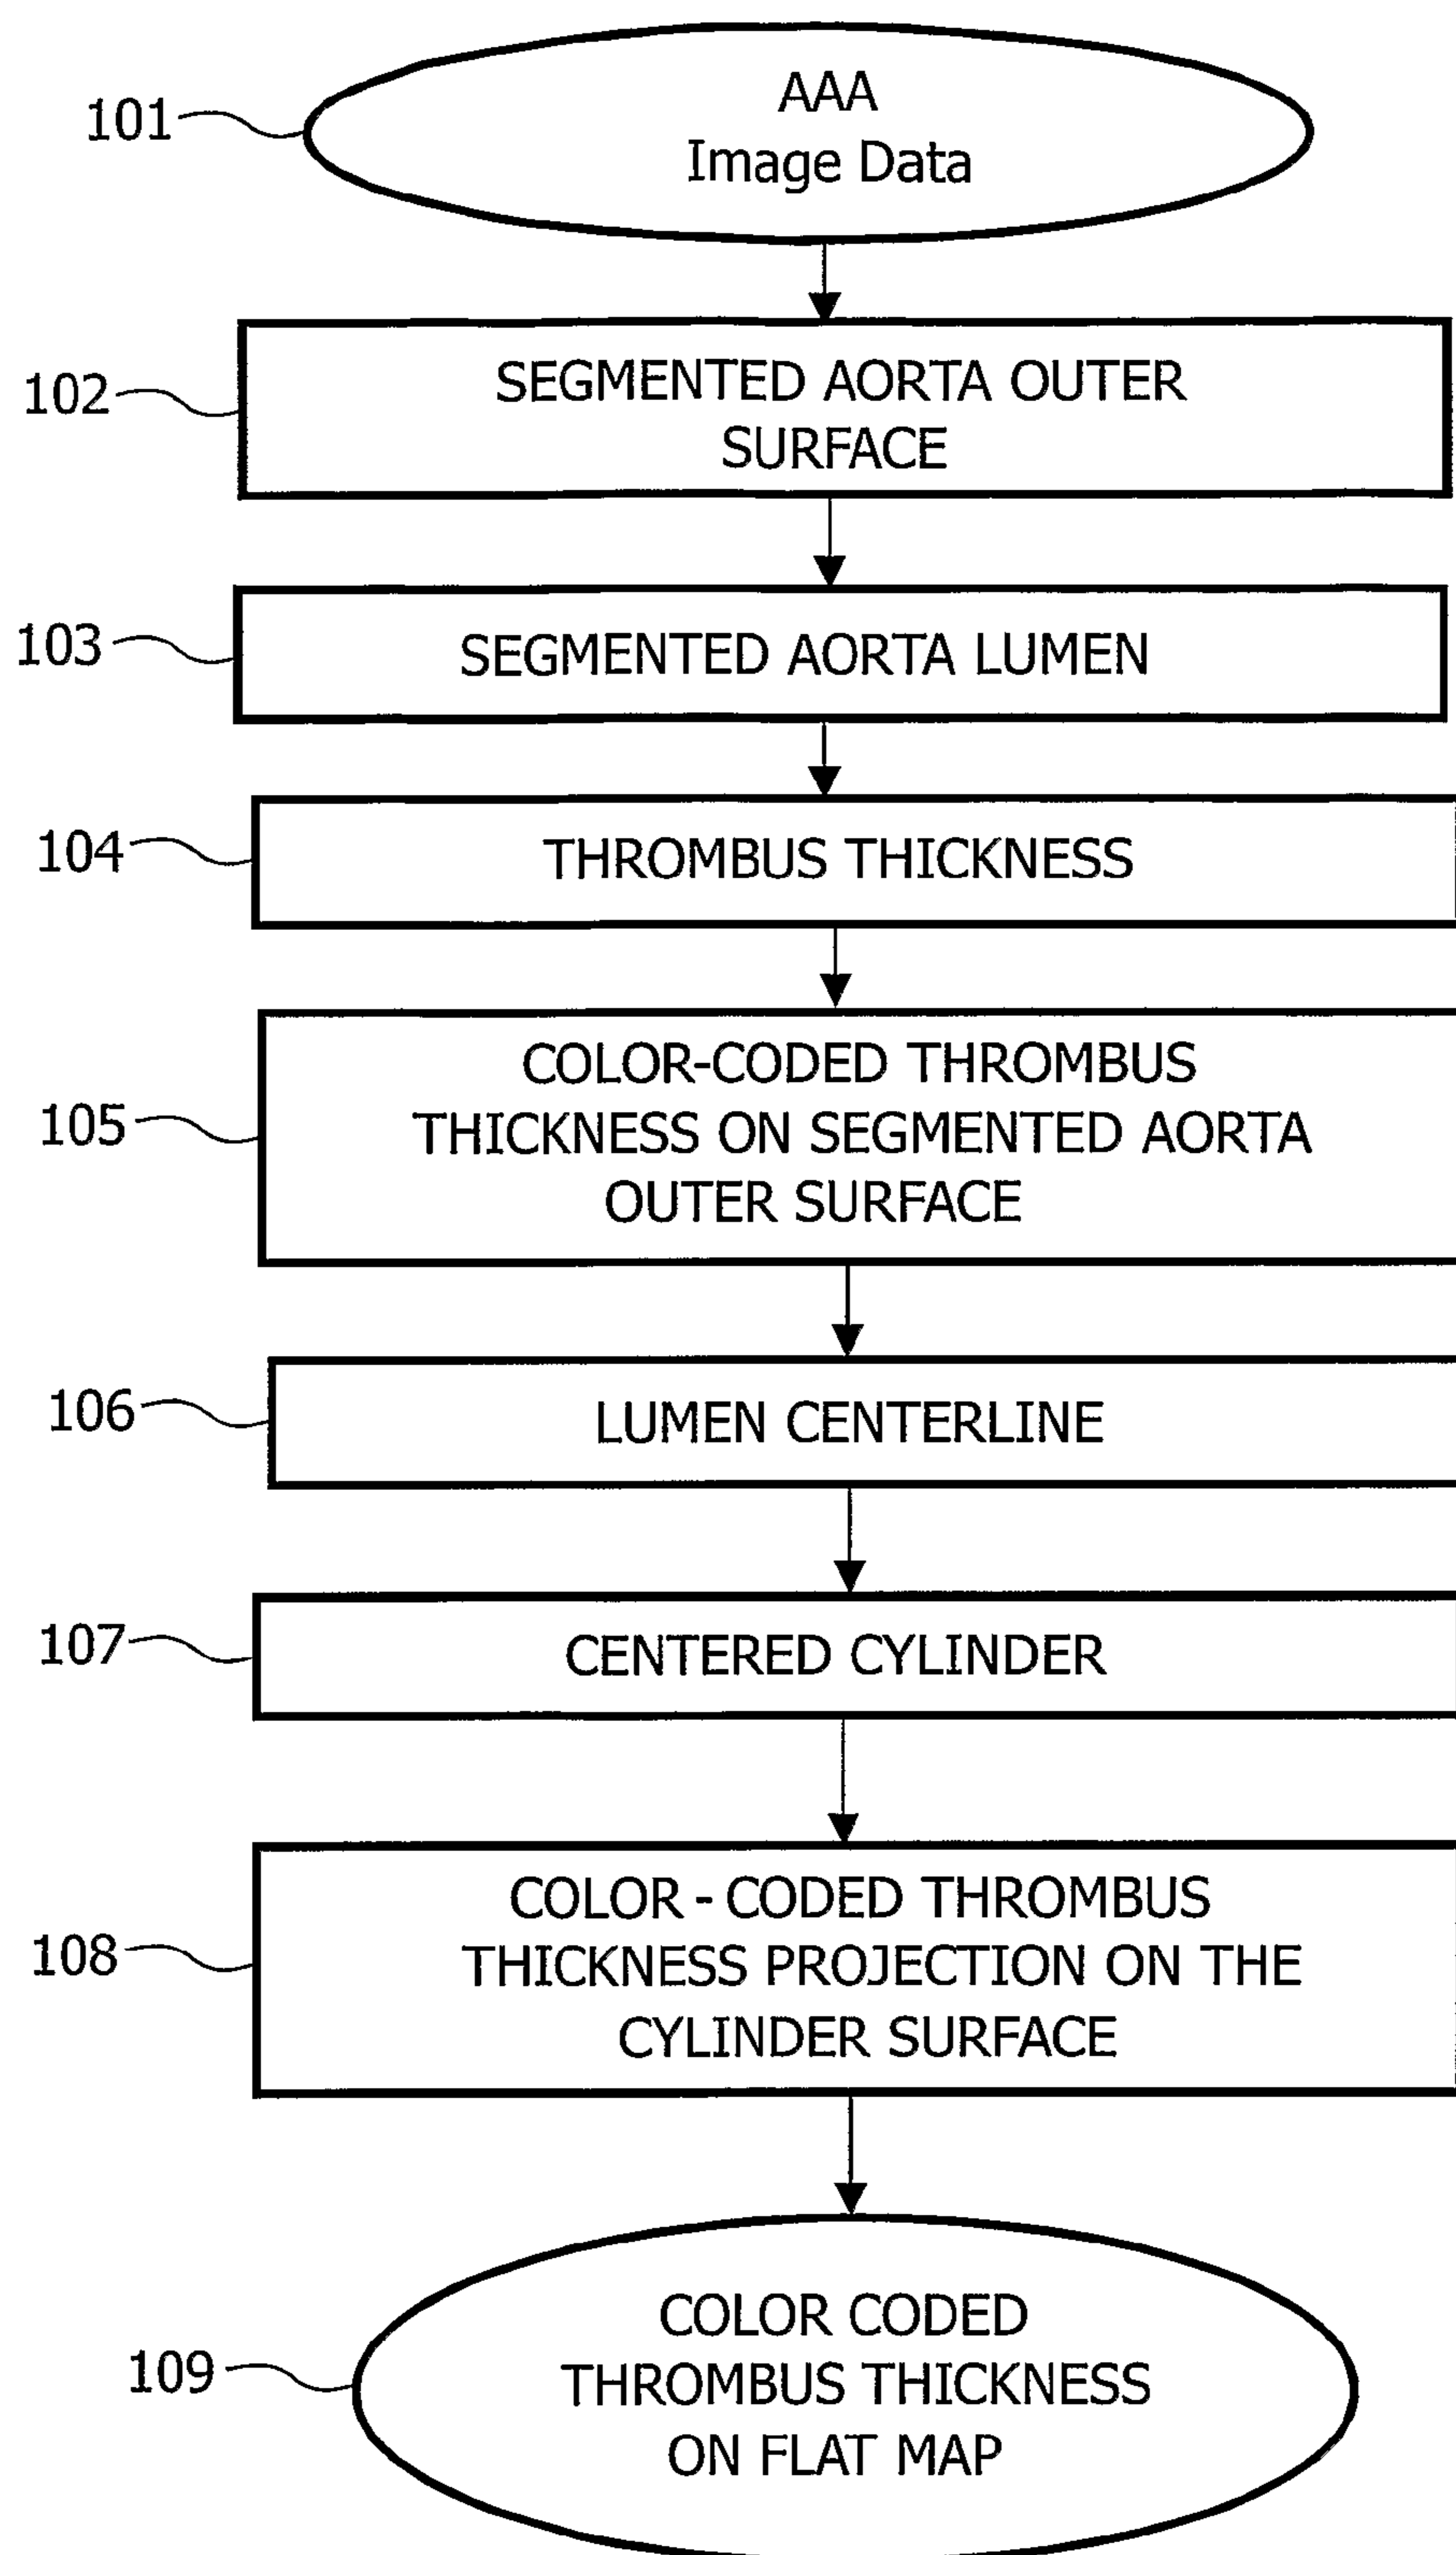 101
AAA
Image Data
102
SEGMENTED AORTA OUTER
SURFACE
103
SEGMENTED AORTA LUMEN
104
THROMBUS THICKNESS
105
COLOR-CODED THROMBUS
THICKNESS ON SEGMENTED AORTA
OUTER SURFACE
106
LUMEN CENTERLINE
107
CENTERED CYLINDER
108
COLOR - CODED THROMBUS
THICKNESS PROJECTION ON THE
CYLINDER SURFACE
109
COLOR CODED
THROMBUS THICKNESS
ON FLAT MAP